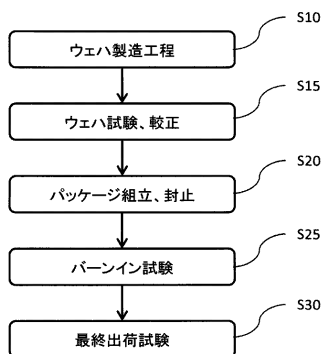 S10
ウェハ製造工程
S15
ウェハ試験、較正
S20
パッケージ組立、封止
S25
バーンイン試験
S30
最終出荷試験